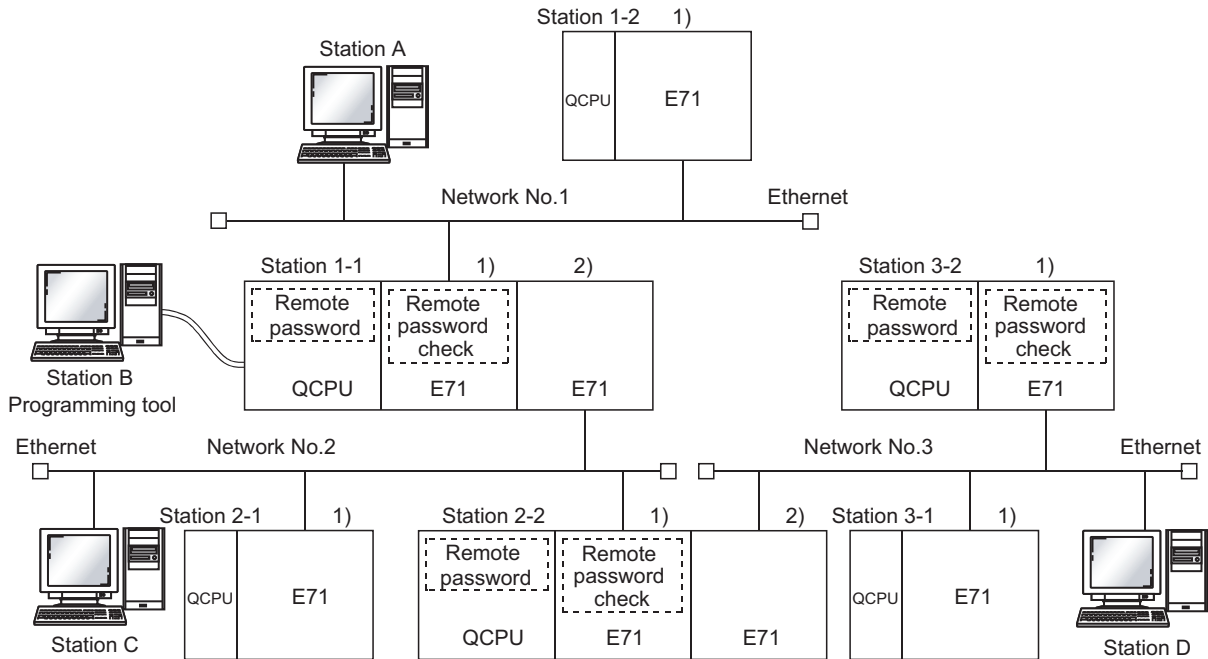 Station 1-2 1)
Station A
QCPU
E71
Network No.1
Ethernet
Station 1-1 1) 2)
Remote
password
Remote
password
check
QCPU
E71
E71
Station B
Programming tool
Station 3-2 1)
Remote
password
Remote
password
check
QCPU
E71
Ethernet
Network No.2
Network No.3
Ethernet
Station 2-1 1)
QCPU
E71
Station C
Station 2-2 1) 2)
Remote
password
Remote
password
check
QCPU
E71
E71
Station 3-1 1)
QCPU
E71
Station D